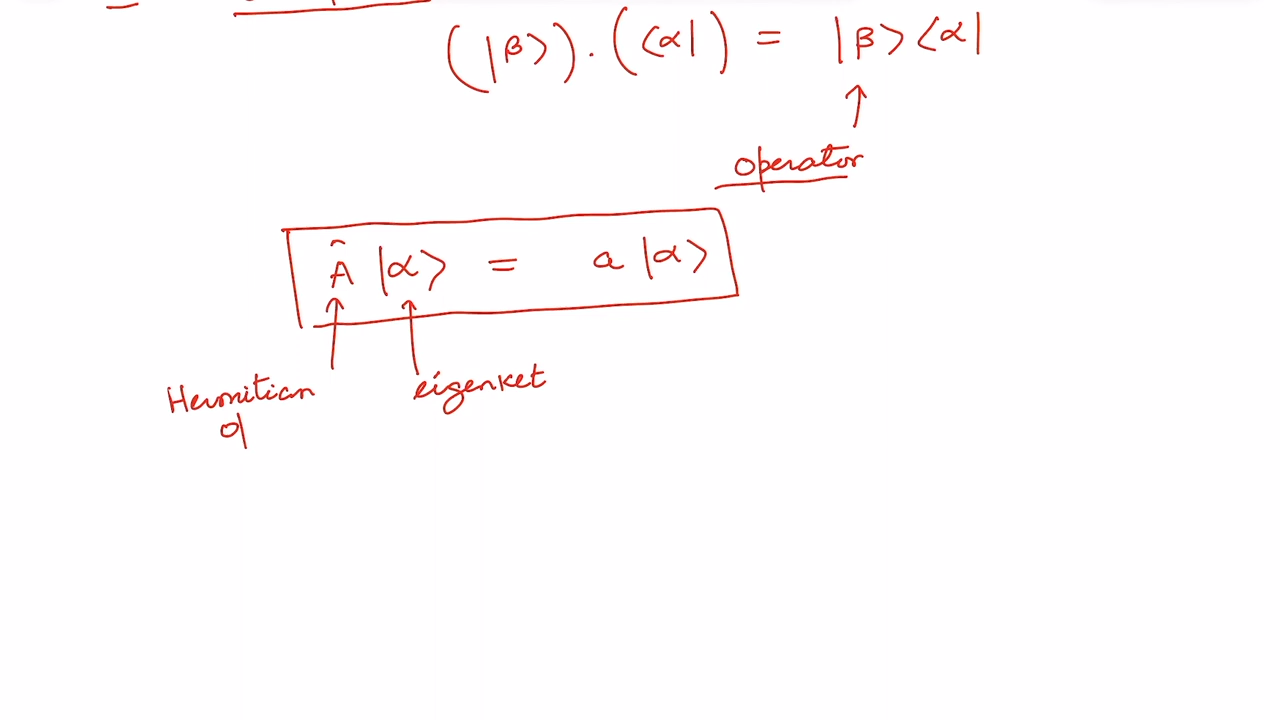 (|β⟩).(⟨α|) = |β⟩⟨α|
operator
Â |α⟩ = a |α⟩
Hermitian eigenket
op